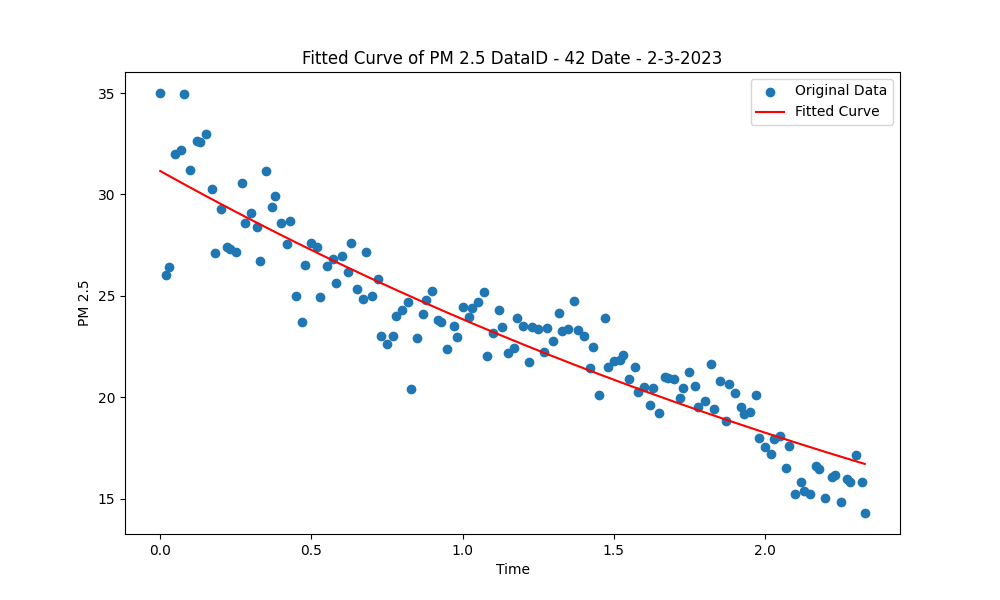 Fitted Curve of PM 2.5 DataID - 42 Date - 2-3-2023
Original Data
Fitted Curve
PM 2.5
35
30
25
20
15
0.0 0.5 1.0 1.5 2.0
Time